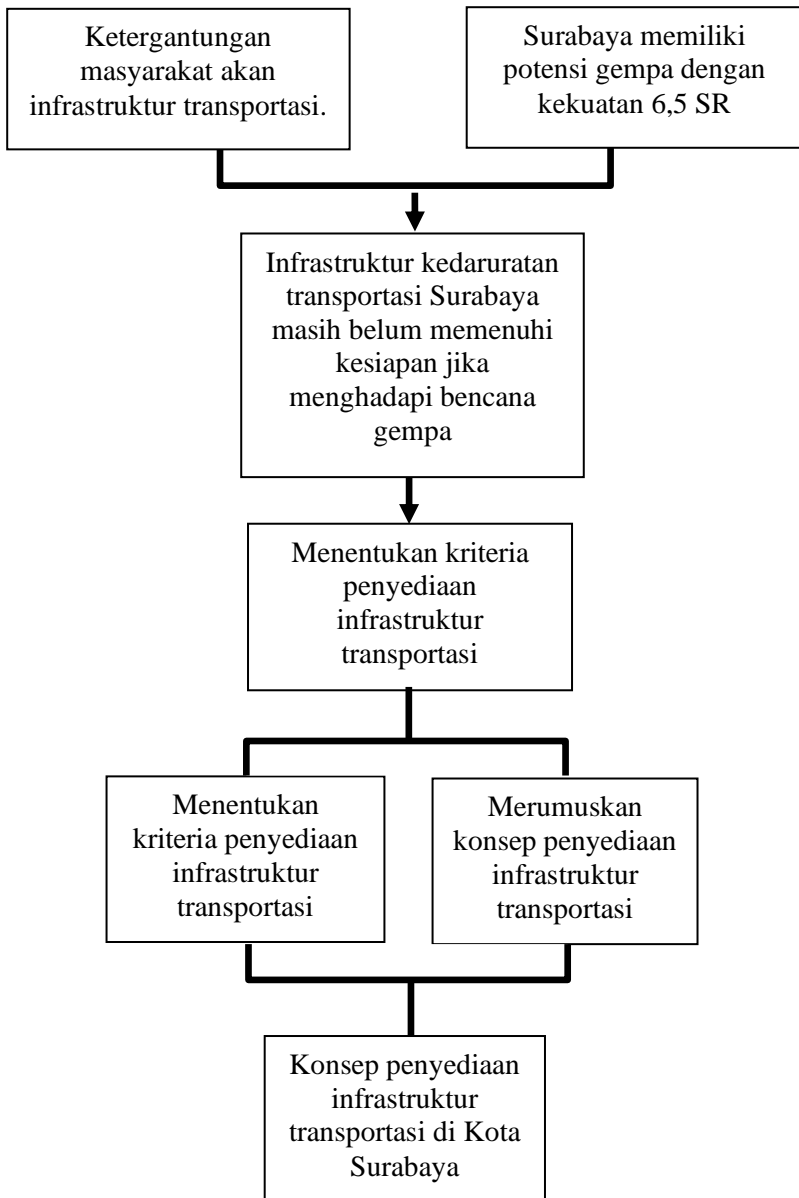 Ketergantungan
masyarakat akan
infrastruktur transportasi.
Surabaya memiliki
potensi gempa dengan
kekuatan 6,5 SR
Infrastruktur kedaruratan
transportasi Surabaya
masih belum memenuhi
kesiapan jika
menghadapi bencana
gempa
Menentukan kriteria
penyediaan
infrastruktur
transportasi
Menentukan
kriteria penyediaan
infrastruktur
transportasi
Merumuskan
konsep penyediaan
infrastruktur
transportasi
Konsep penyediaan
infrastruktur
transportasi di Kota
Surabaya